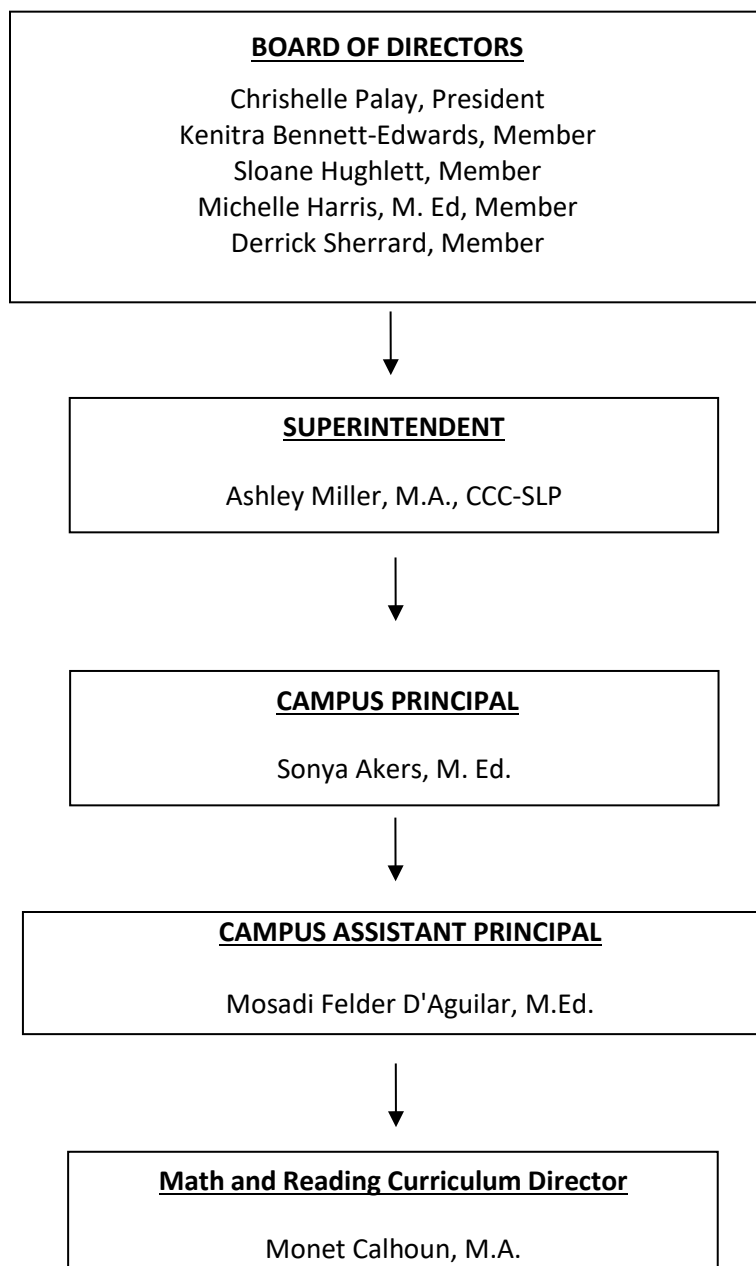 BOARD OF DIRECTORS
Chrishelle Palay, President
Kenitra Bennett-Edwards, Member
Sloane Hughlett, Member
Michelle Harris, M. Ed, Member
Derrick Sherrard, Member
SUPERINTENDENT
Ashley Miller, M.A., CCC-SLP
CAMPUS PRINCIPAL
Sonya Akers, M. Ed.
CAMPUS ASSISTANT PRINCIPAL
Mosadi Felder D'Aguilar, M.Ed.
Math and Reading Curriculum Director
Monet Calhoun, M.A.